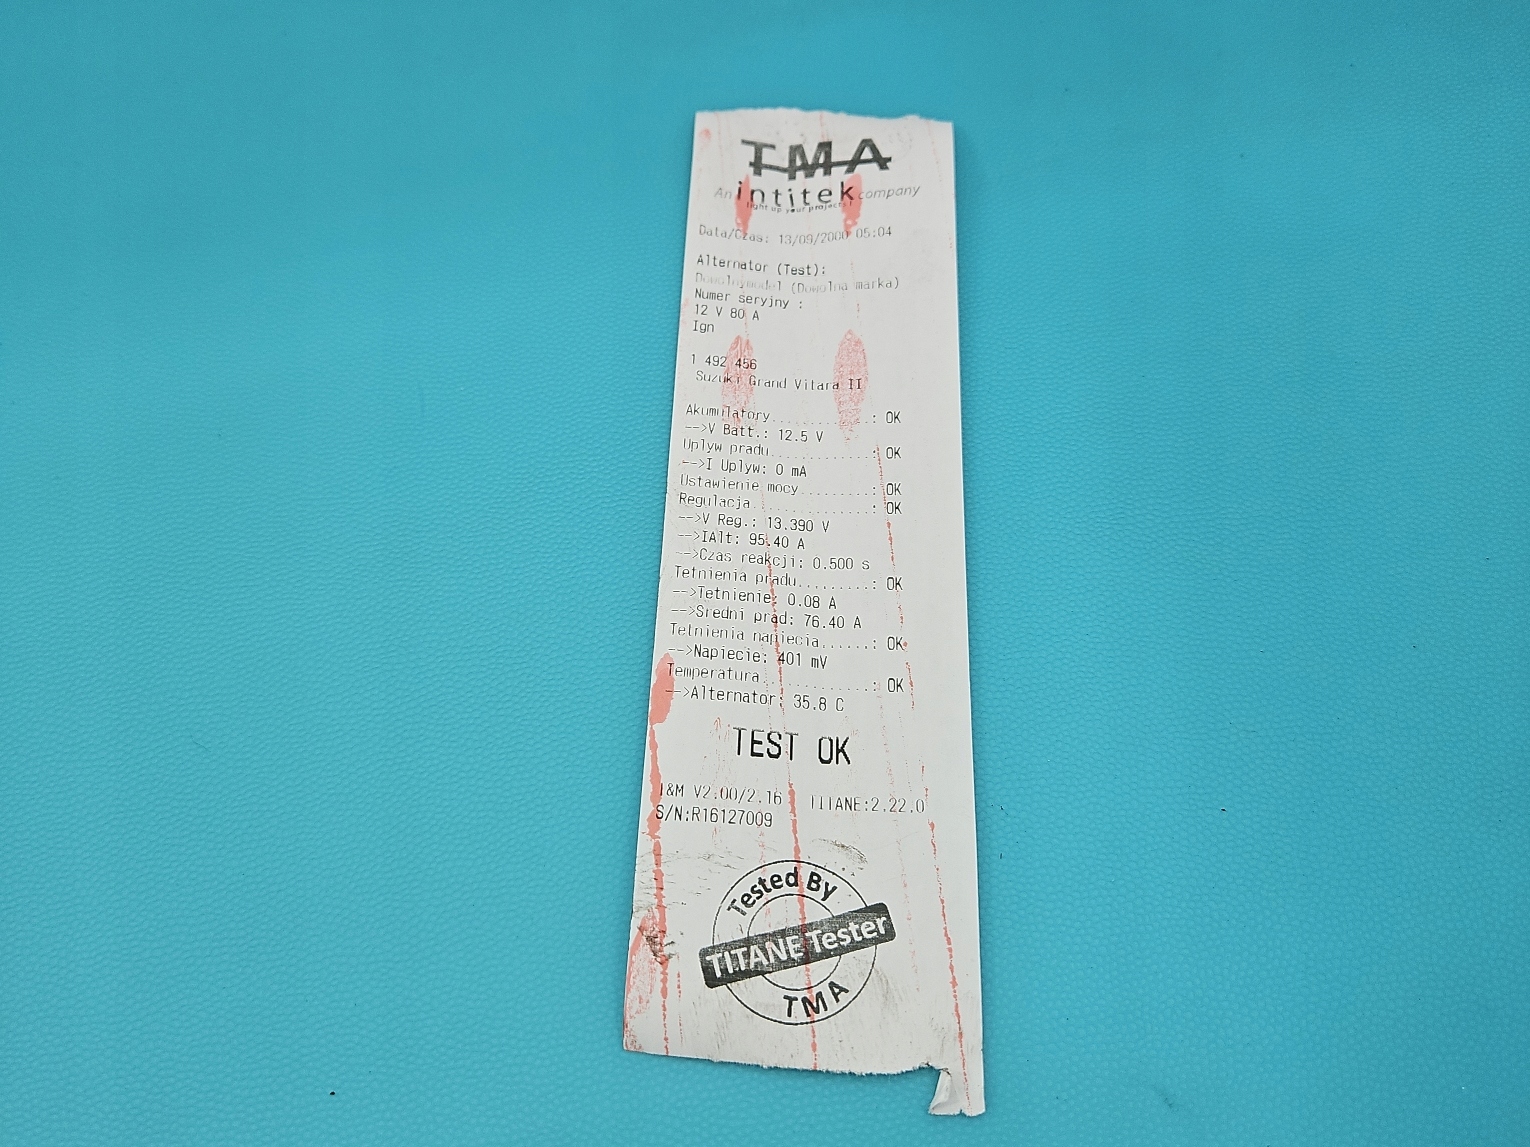 TMA
An intitek company
light up your projects!
Data/Czas: 13/09/2000 05:04
Alternator (Test):
Dowolnymodel (Dowolna marka)
Numer seryjny :
12 V 80 A
Ign
1 492 456
Suzuki Grand Vitara II
Akumulatory.............: OK
-->V Batt.: 12.5 V
Uplyw pradu.............: OK
-->I Uplyw: 0 mA
Ustawienie mocy.........: OK
Regulacja...............: OK
-->V Reg.: 13.390 V
-->IAlt: 95.40 A
-->Czas reakcji: 0.500 s
Tetnienia pradu.........: OK
-->Tetnienie: 0.08 A
-->Sredni prad: 76.40 A
Tetnienia napiecia......: OK
-->Napiecie: 401 mV
Temperatura.............: OK
-->Alternator: 35.8 C
TEST OK
I&M V2.00/2.16 TITANE:2.22.0
S/N:R16127009
Tested By
TITANE Tester
TMA